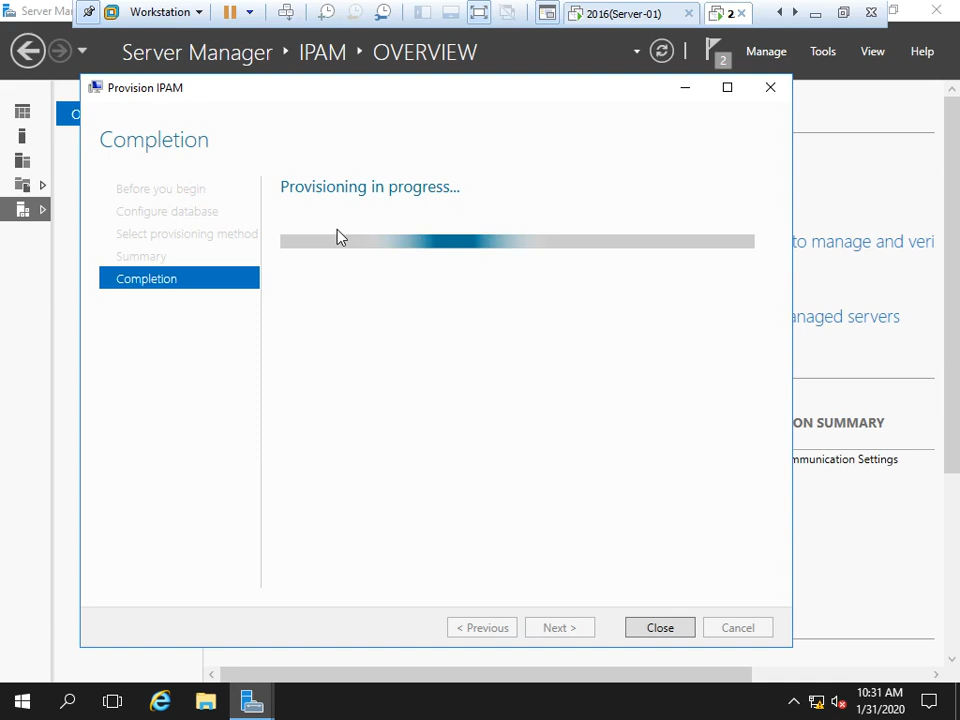 Server Man
Workstation
2016(Server-01)
2
Server Manager
IPAM
OVERVIEW
2
Manage
Tools
View
Help
O
Provision IPAM
Completion
Before you begin
Configure database
Select provisioning method
Summary
Completion
Provisioning in progress...
to manage and veri
anaged servers
ON SUMMARY
mmunication Settings
< Previous
Next >
Close
Cancel
10:31 AM
1/31/2020